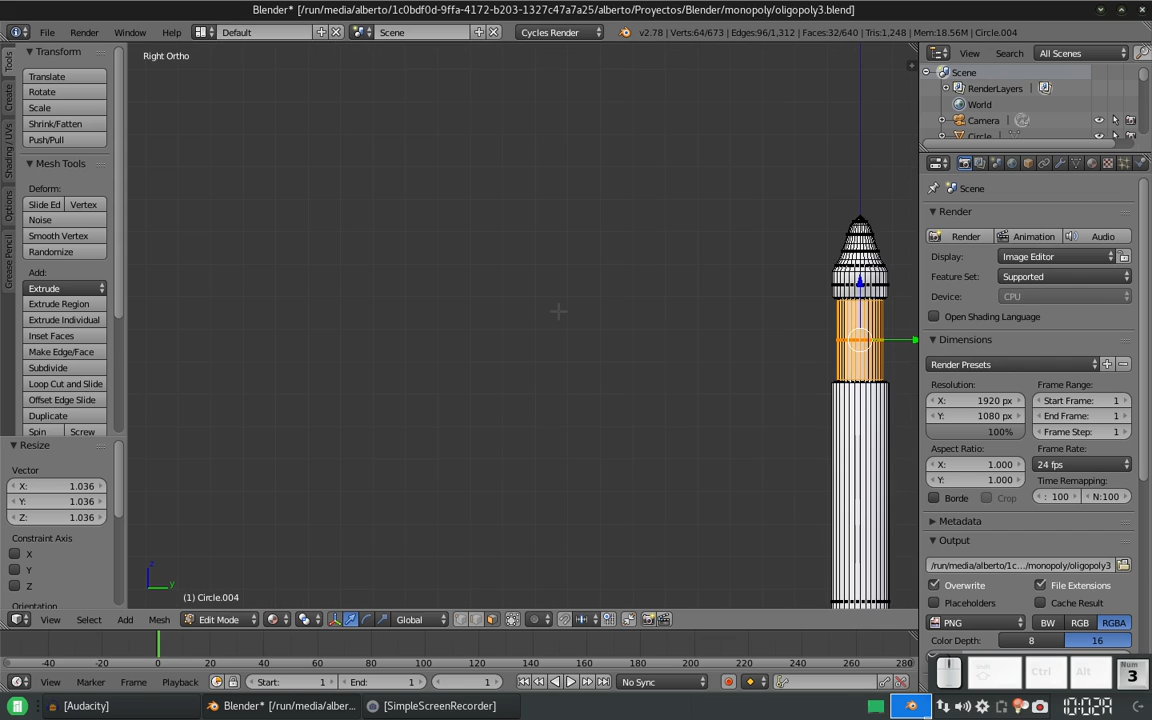 Blender* [/run/media/alberto/1c0bdf0d-9ffa-4172-b203-1327c47a7a25/alberto/Proyectos/Blender/monopoly/oligopoly3.blend]
File Render Window Help Default Scene Cycles Render v2.78 | Verts:64/673 | Edges:96/1,312 | Faces:32/640 | Tris:1,248 | Mem:18.56M | Circle.004
Transform
Translate
Rotate
Scale
Shrink/Fatten
Push/Pull
Mesh Tools
Deform:
Slide Ed Vertex
Noise
Smooth Vertex
Randomize
Add:
Extrude
Extrude Region
Extrude Individual
Inset Faces
Make Edge/Face
Subdivide
Loop Cut and Slide
Offset Edge Slide
Duplicate
Spin Screw
Resize
Vector
X: 1.036
Y: 1.036
Z: 1.036
Constraint Axis
X
Y
Z
Orientation
Tools
Create
Shading / UVs
Options
Grease Pencil
Right Ortho
z
y
(1) Circle.004
View Select Add Mesh Edit Mode Global
View Search All Scenes
Scene
RenderLayers
World
Camera
Circle
Scene
Render
Render Animation Audio
Display: Image Editor
Feature Set: Supported
Device: CPU
Open Shading Language
Dimensions
Render Presets
Resolution: Frame Range:
X: 1920 px Start Frame: 1
Y: 1080 px End Frame: 1
100% Frame Step: 1
Aspect Ratio: Frame Rate:
X: 1.000 24 fps
Y: 1.000 Time Remapping:
Borde Crop : 100 N:100
Metadata
Output
/run/media/alberto/1c.../monopoly/oligopoly3
Overwrite File Extensions
Placeholders Cache Result
PNG BW RGB RGBA
Color Depth: 8 16
-40 -20 0 20 40 60 80 100 120 140 160 180 200 220 240 260 280
View Marker Frame Playback Start: 1 End: 1 1 No Sync
Shift Ctrl Alt Num 3
[Audacity] Blender* [/run/media/alber... [SimpleScreenRecorder] 10:02